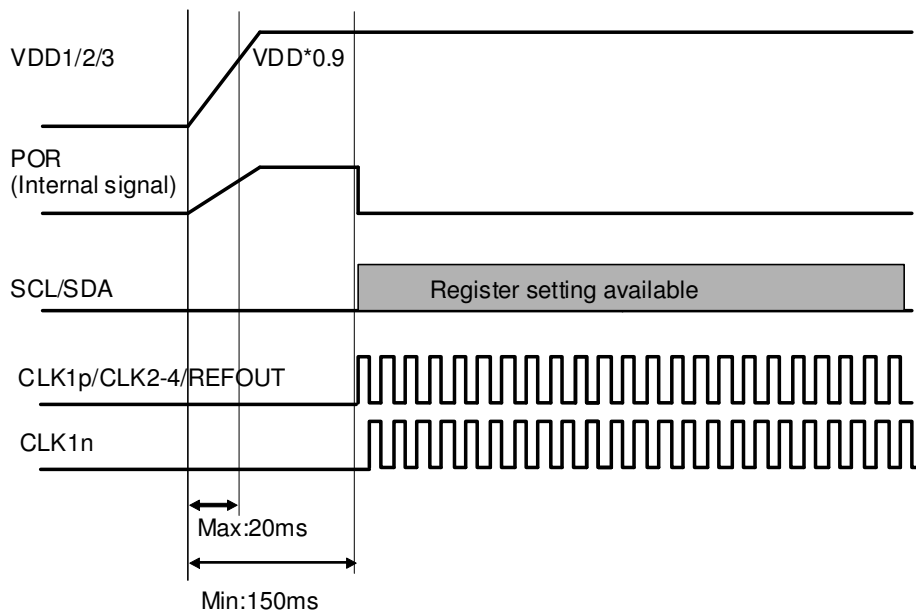 VDD1/2/3
VDD*0.9
POR
(Internal signal)
SCL/SDA
Register setting available
CLK1p/CLK2-4/REFOUT
CLK1n
Max:20ms
Min:150ms